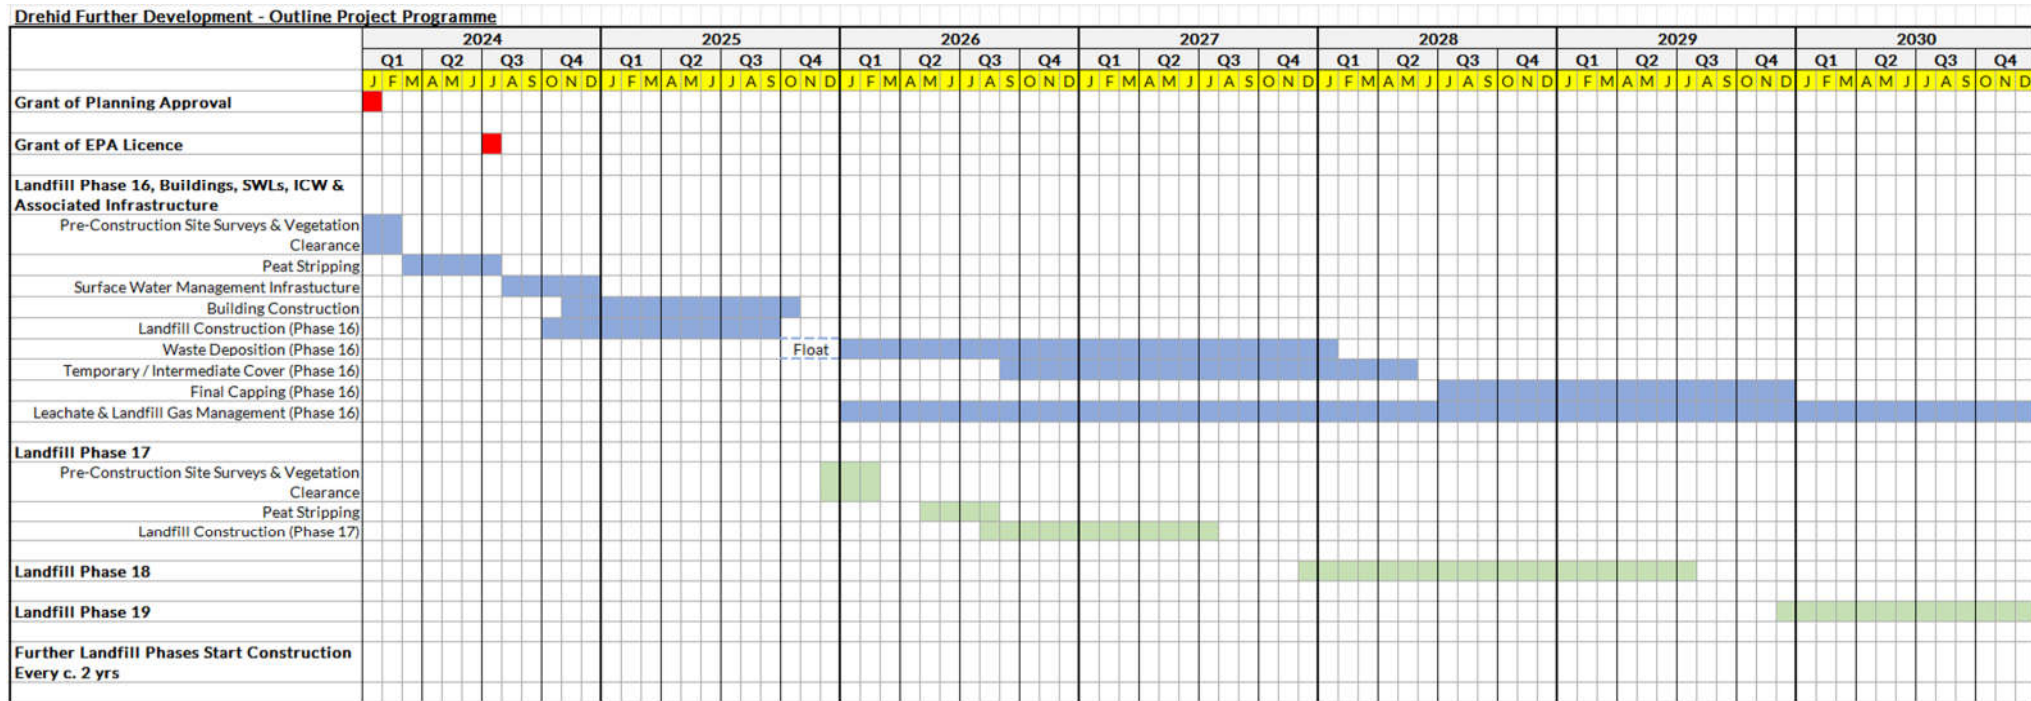 Drehid Further Development - Outline Project Programme
2024 2025 2026 2027 2028 2029 2030
Q1 Q2 Q3 Q4 Q1 Q2 Q3 Q4 Q1 Q2 Q3 Q4 Q1 Q2 Q3 Q4 Q1 Q2 Q3 Q4 Q1 Q2 Q3 Q4 Q1 Q2 Q3 Q4
J F M A M J J A S O N D J F M A M J J A S O N D J F M A M J J A S O N D J F M A M J J A S O N D J F M A M J J A S O N D J F M A M J J A S O N D J F M A M J J A S O N D
Grant of Planning Approval
Grant of EPA Licence
Landfill Phase 16, Buildings, SWLs, ICW &
Associated Infrastructure
Pre-Construction Site Surveys & Vegetation
Clearance
Peat Stripping
Surface Water Management Infrastucture
Building Construction
Landfill Construction (Phase 16)
Waste Deposition (Phase 16) Float
Temporary / Intermediate Cover (Phase 16)
Final Capping (Phase 16)
Leachate & Landfill Gas Management (Phase 16)
Landfill Phase 17
Pre-Construction Site Surveys & Vegetation
Clearance
Peat Stripping
Landfill Construction (Phase 17)
Landfill Phase 18
Landfill Phase 19
Further Landfill Phases Start Construction
Every c. 2 yrs